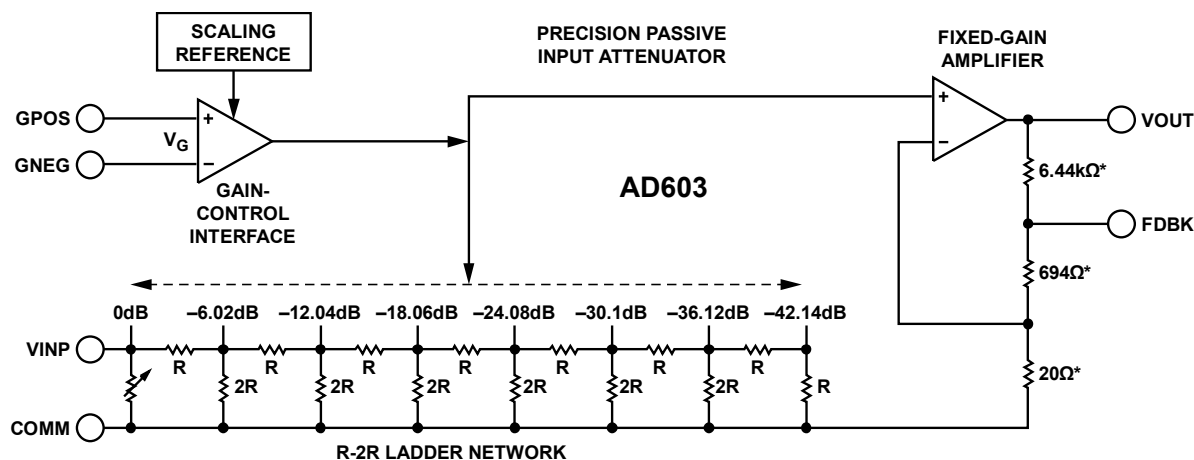 SCALING
REFERENCE
PRECISION PASSIVE
INPUT ATTENUATOR
FIXED-GAIN
AMPLIFIER
GPOS
+
VG
GNEG
−
GAIN-
CONTROL
INTERFACE
AD603
+
−
VOUT
6.44kΩ*
FDBK
694Ω*
20Ω*
0dB −6.02dB −12.04dB −18.06dB −24.08dB −30.1dB −36.12dB −42.14dB
VINP
R R R R R R R
2R 2R 2R 2R 2R 2R R
COMM
R-2R LADDER NETWORK